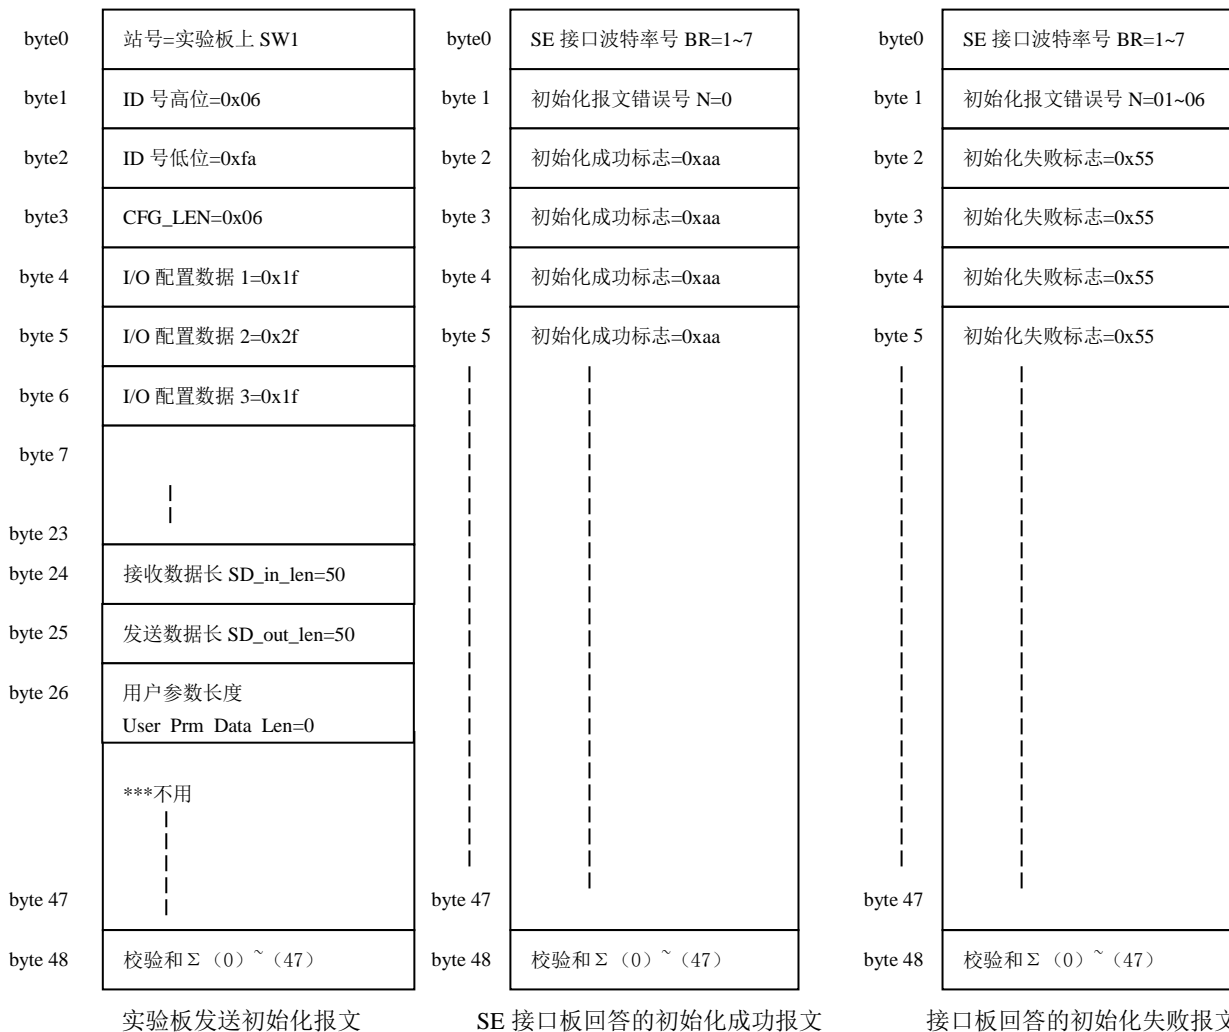 byte0 站号=实验板上 SW1
byte1 ID 号高位=0x06
byte2 ID 号低位=0xfa
byte3 CFG_LEN=0x06
byte 4 I/O 配置数据 1=0x1f
byte 5 I/O 配置数据 2=0x2f
byte 6 I/O 配置数据 3=0x1f
byte 7
byte 23
byte 24 接收数据长 SD_in_len=50
byte 25 发送数据长 SD_out_len=50
byte 26 用户参数长度
User_Prm_Data_Len=0
***不用
byte 47
byte 48 校验和Σ（0）~（47）
实验板发送初始化报文
byte0 SE 接口波特率号 BR=1~7
byte 1 初始化报文错误号 N=0
byte 2 初始化成功标志=0xaa
byte 3 初始化成功标志=0xaa
byte 4 初始化成功标志=0xaa
byte 5 初始化成功标志=0xaa
byte 47
byte 48 校验和Σ（0）~（47）
SE 接口板回答的初始化成功报文
byte0 SE 接口波特率号 BR=1~7
byte 1 初始化报文错误号 N=01~06
byte 2 初始化失败标志=0x55
byte 3 初始化失败标志=0x55
byte 4 初始化失败标志=0x55
byte 5 初始化失败标志=0x55
byte 47
byte 48 校验和Σ（0）~（47）
接口板回答的初始化失败报文